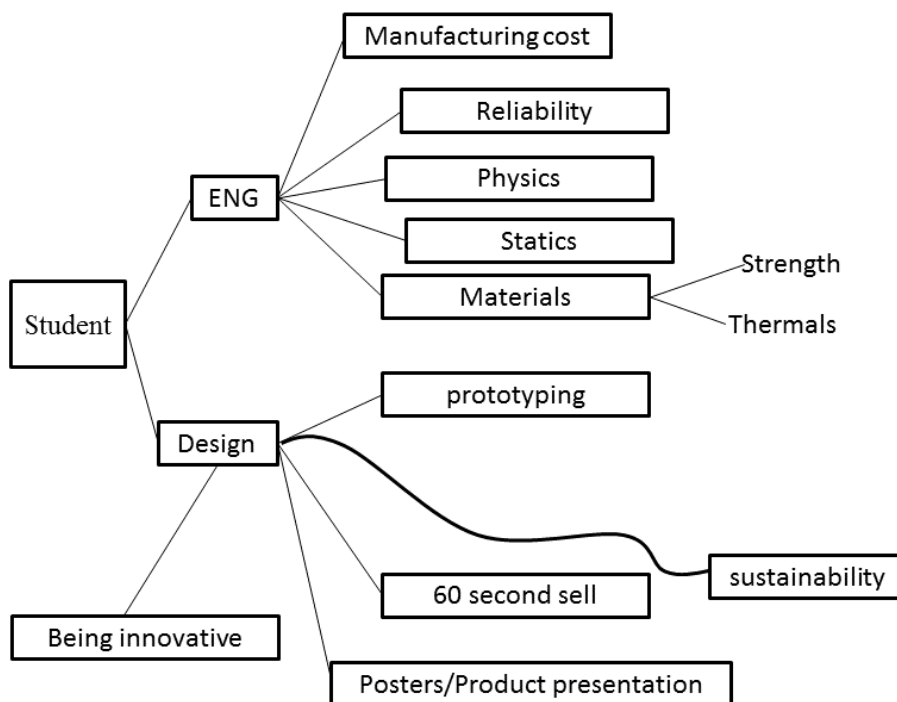 Manufacturing cost
Reliability
ENG
Physics
Statics
Strength
Materials
Student
Thermals
prototyping
Design
sustainability
60 second sell
Being innovative
Posters/Product presentation